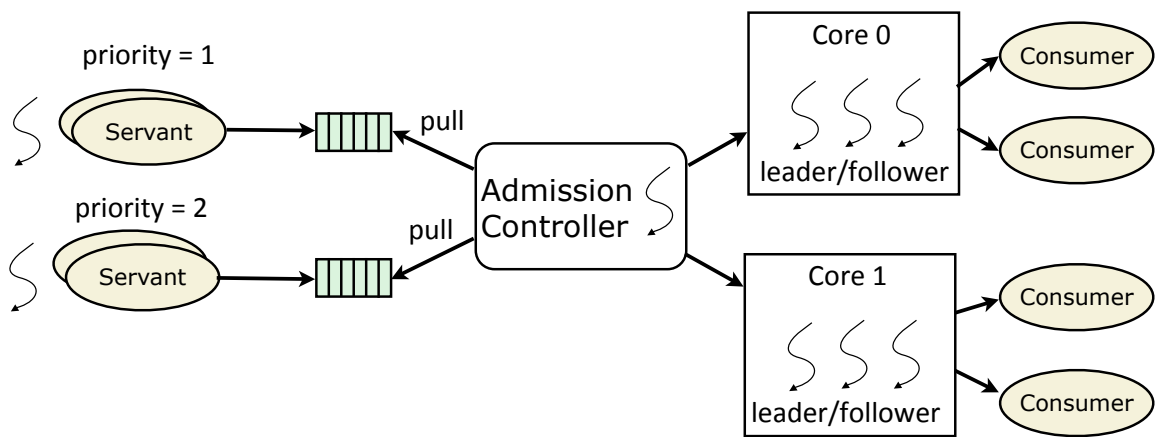 priority = 1
Servant
pull
priority = 2
Servant
pull
Admission
Controller
Core 0
leader/follower
Consumer
Consumer
Core 1
leader/follower
Consumer
Consumer